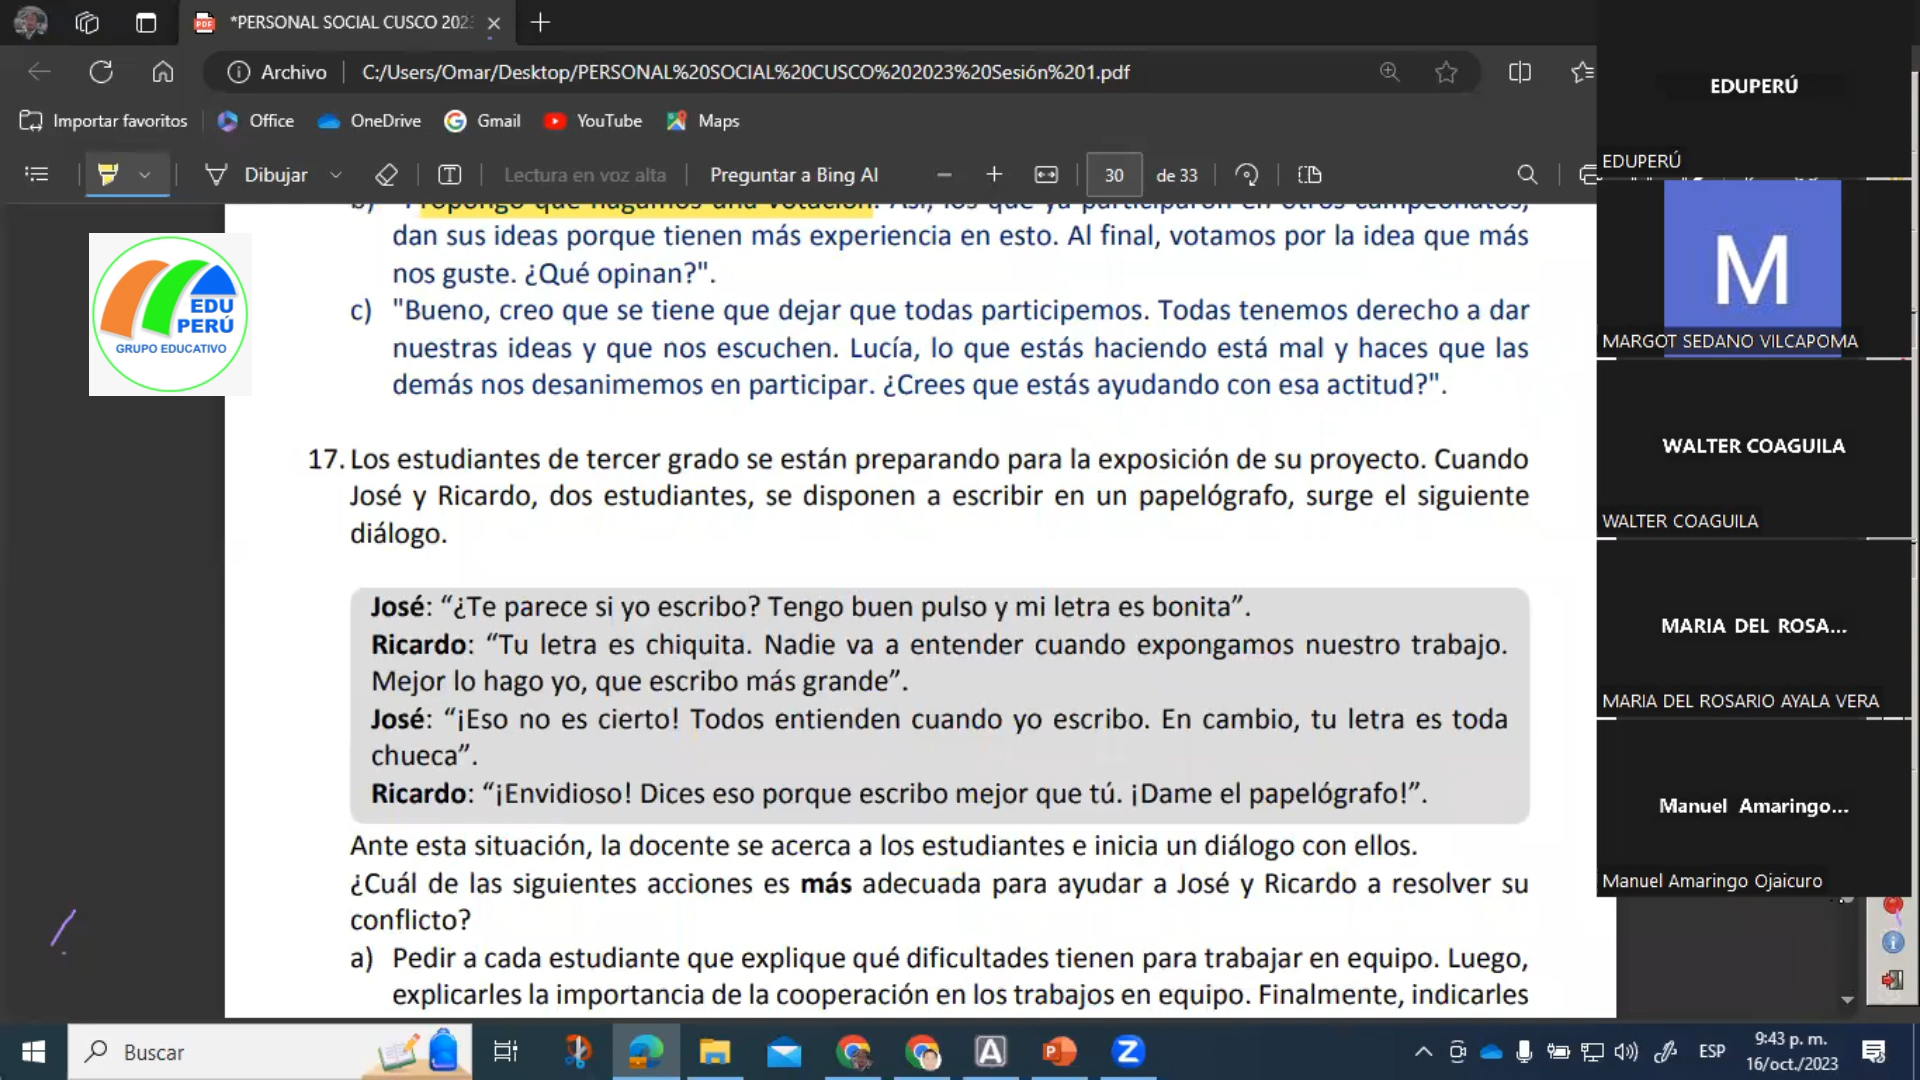 *PERSONAL SOCIAL CUSCO 202
Archivo
C:/Users/Omar/Desktop/PERSONAL%20SOCIAL%20CUSCO%202023%20Sesión%201.pdf
Importar favoritos
Office
OneDrive
Gmail
YouTube
Maps
Dibujar
Lectura en voz alta
Preguntar a Bing AI
30
de 33
EDU
PERÚ
GRUPO EDUCATIVO
b) "Propongo que hagamos una votación. Así, los que ya participaron en otros campeonatos,
dan sus ideas porque tienen más experiencia en esto. Al final, votamos por la idea que más
nos guste. ¿Qué opinan?".
c) "Bueno, creo que se tiene que dejar que todas participemos. Todas tenemos derecho a dar
nuestras ideas y que nos escuchen. Lucía, lo que estás haciendo está mal y haces que las
demás nos desanimemos en participar. ¿Crees que estás ayudando con esa actitud?".
17. Los estudiantes de tercer grado se están preparando para la exposición de su proyecto. Cuando
José y Ricardo, dos estudiantes, se disponen a escribir en un papelógrafo, surge el siguiente
diálogo.
José: “¿Te parece si yo escribo? Tengo buen pulso y mi letra es bonita”.
Ricardo: “Tu letra es chiquita. Nadie va a entender cuando expongamos nuestro trabajo.
Mejor lo hago yo, que escribo más grande”.
José: “¡Eso no es cierto! Todos entienden cuando yo escribo. En cambio, tu letra es toda
chueca”.
Ricardo: “¡Envidioso! Dices eso porque escribo mejor que tú. ¡Dame el papelógrafo!”.
Ante esta situación, la docente se acerca a los estudiantes e inicia un diálogo con ellos.
¿Cuál de las siguientes acciones es más adecuada para ayudar a José y Ricardo a resolver su
conflicto?
a) Pedir a cada estudiante que explique qué dificultades tienen para trabajar en equipo. Luego,
explicarles la importancia de la cooperación en los trabajos en equipo. Finalmente, indicarles
EDUPERÚ
EDUPERÚ
M
MARGOT SEDANO VILCAPOMA
WALTER COAGUILA
WALTER COAGUILA
MARIA DEL ROSA...
MARIA DEL ROSARIO AYALA VERA
Manuel Amaringo...
Manuel Amaringo Ojaicuro
Buscar
ESP
9:43 p. m.
16/oct./2023